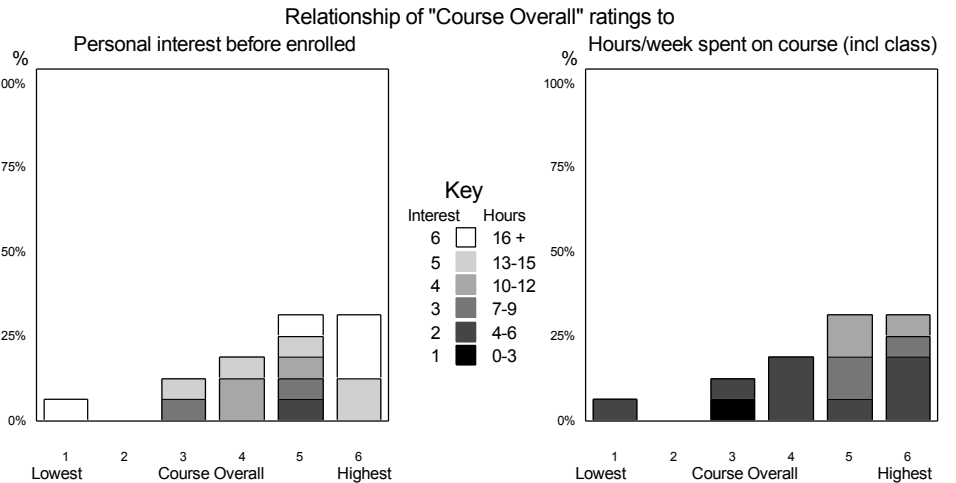 Relationship of "Course Overall" ratings to
Personal interest before enrolled
%
00%
75%
50%
25%
0%
1 2 3 4 5 6
Lowest Course Overall Highest
Key
Interest Hours
6 16 +
5 13-15
4 10-12
3 7-9
2 4-6
1 0-3
Hours/week spent on course (incl class)
%
100%
75%
50%
25%
0%
1 2 3 4 5 6
Lowest Course Overall Highest